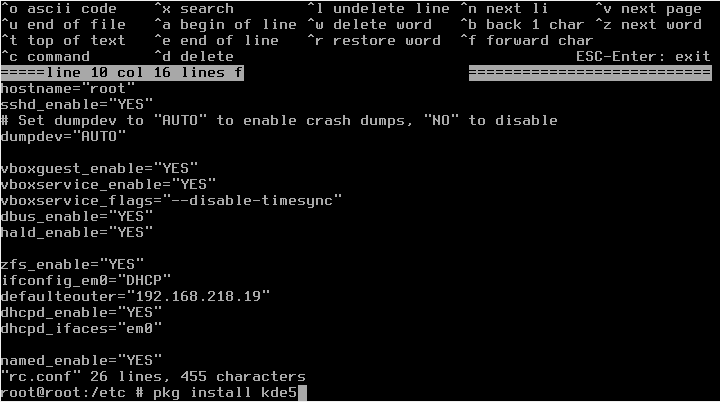 ^o ascii code ^x search ^l undelete line ^n next li ^v next page
^u end of file ^a begin of line ^w delete word ^b back 1 char ^z next word
^t top of text ^e end of line ^r restore word ^f forward char
^c command ^d delete ESC-Enter: exit
=====line 10 col 16 lines f ===========================
hostname="root"
sshd_enable="YES"
# Set dumpdev to "AUTO" to enable crash dumps, "NO" to disable
dumpdev="AUTO"
vboxguest_enable="YES"
vboxservice_enable="YES"
vboxservice_flags="--disable-timesync"
dbus_enable="YES"
hald_enable="YES"
zfs_enable="YES"
ifconfig_em0="DHCP"
defaulteouter="192.168.218.19"
dhcpd_enable="YES"
dhcpd_ifaces="em0"
named_enable="YES"
"rc.conf" 26 lines, 455 characters
root@root:/etc # pkg install kde5